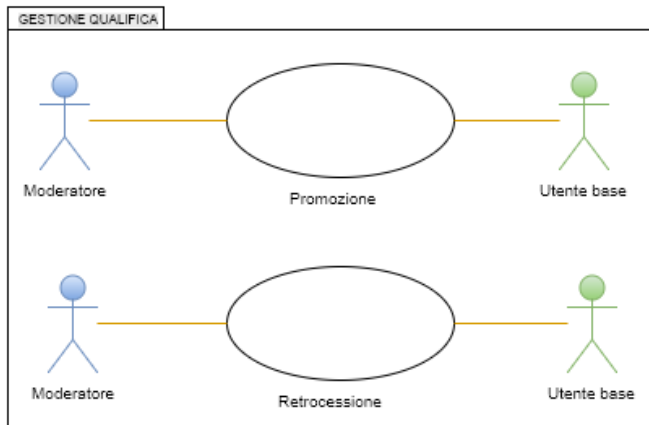 GESTIONE QUALIFICA
Moderatore
Promozione
Utente base
Moderatore
Retrocessione
Utente base